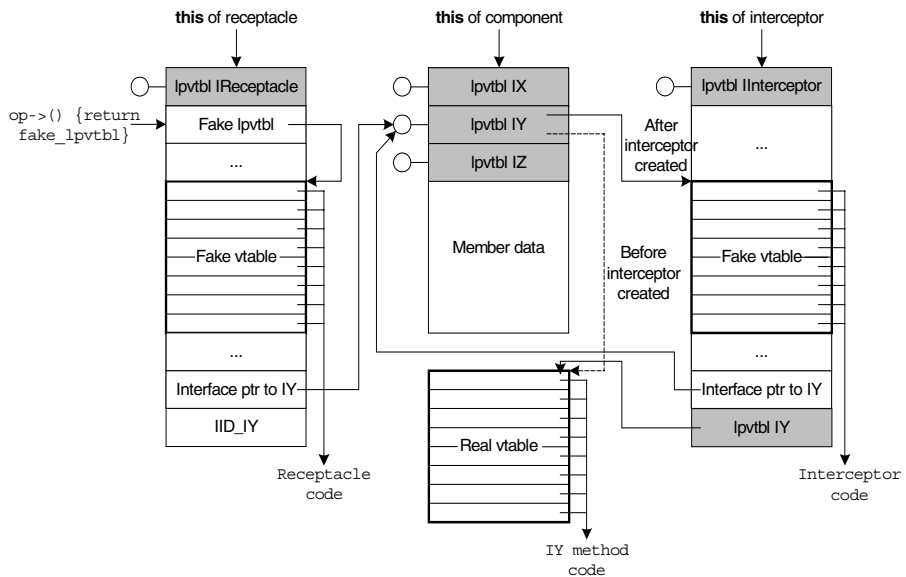 this of receptacle
this of component
this of interceptor
lpvtbl IReceptacle
lpvtbl IX
lpvtbl IInterceptor
op->() {return
fake_lpvtbl}
Fake lpvtbl
lpvtbl IY
After
interceptor
created
...
...
lpvtbl IZ
Fake vtable
Member data
Before
interceptor
created
Fake vtable
...
...
Interface ptr to IY
Interface ptr to IY
IID_IY
Real vtable
lpvtbl IY
Receptacle
code
Interceptor
code
IY method
code